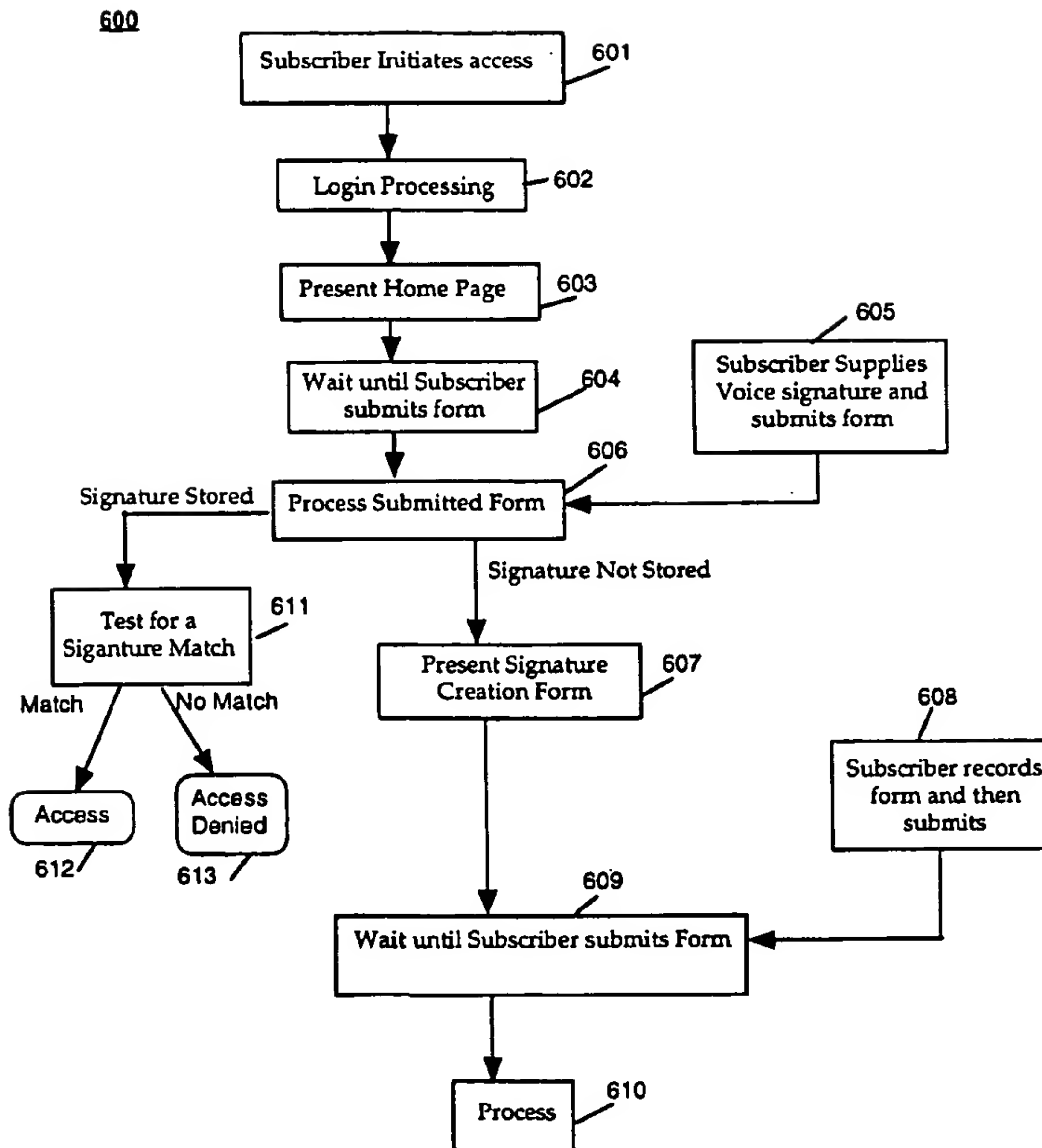 600
Subscriber Initiates access
601
Login Processing
602
Present Home Page
603
Wait until Subscriber
submits form
604
605
Subscriber Supplies
Voice signature and
submits form
606
Process Submitted Form
Signature Stored
Signature Not Stored
Test for a
Siganture Match
611
Match
No Match
Access
612
Access
Denied
613
Present Signature
Creation Form
607
608
Subscriber records
form and then
submits
609
Wait until Subscriber submits Form
Process
610